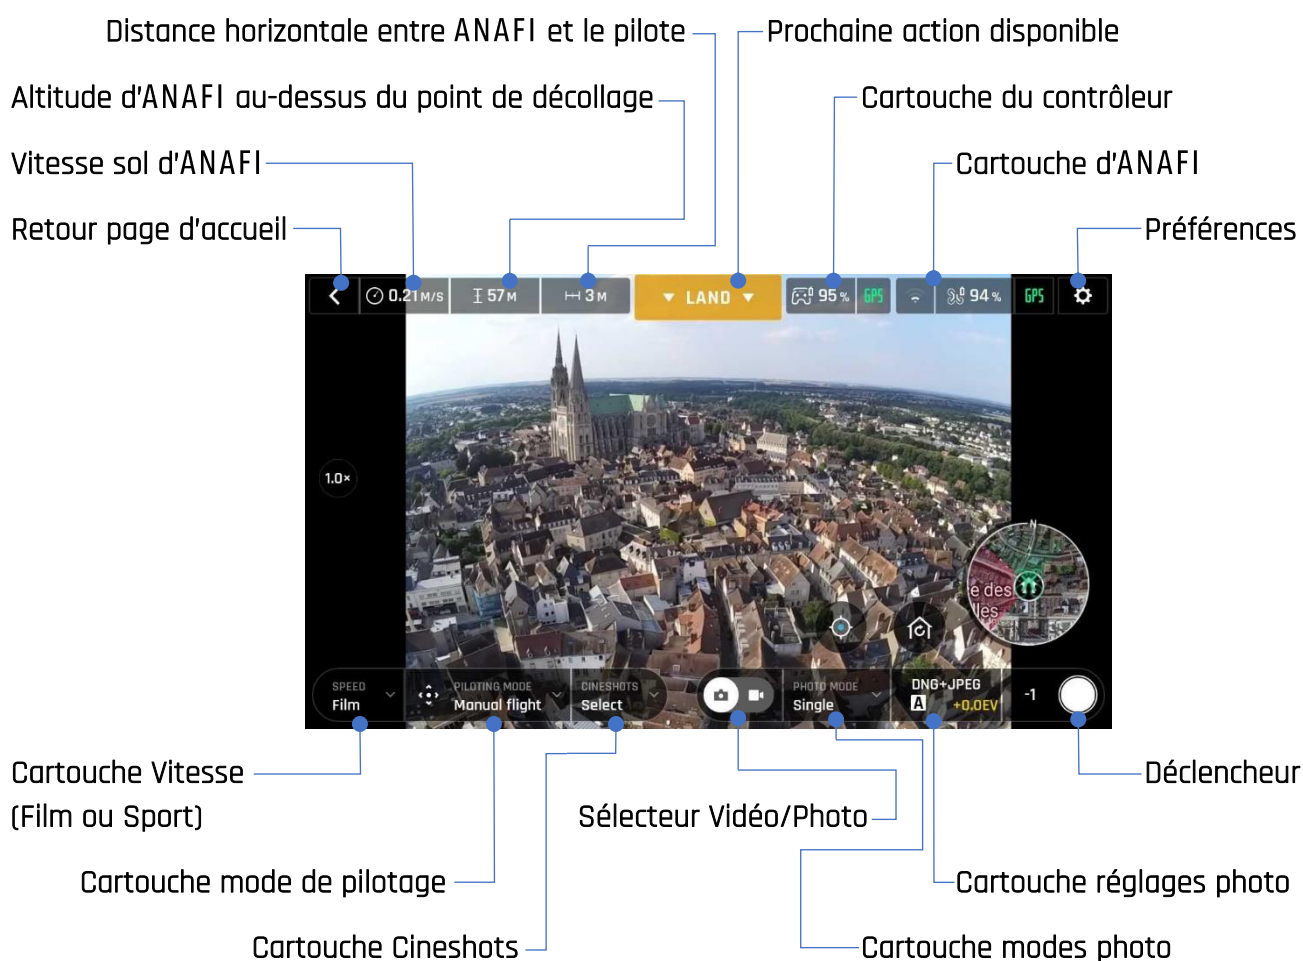 Distance horizontale entre ANAFI et le pilote
Prochaine action disponible
Altitude d'ANAFI au-dessus du point de décollage
Cartouche du contrôleur
Vitesse sol d'ANAFI
Cartouche d'ANAFI
Retour page d'accueil
Préférences
0.21 M/S
57 M
3 M
LAND
95 %
GPS
94 %
GPS
1.0×
N
e des
lles
SPEED
Film
PILOTING MODE
Manual flight
CINESHOTS
Select
PHOTO MODE
Single
DNG+JPEG
A +0.0EV
-1
Cartouche Vitesse
(Film ou Sport)
Déclencheur
Sélecteur Vidéo/Photo
Cartouche mode de pilotage
Cartouche réglages photo
Cartouche Cineshots
Cartouche modes photo